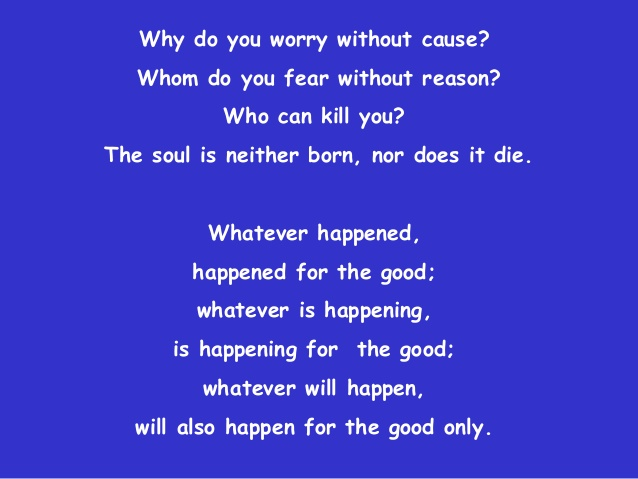 Why do you worry without cause?
Whom do you fear without reason?
Who can kill you?
The soul is neither born, nor does it die.
Whatever happened,
happened for the good;
whatever is happening,
is happening for the good;
whatever will happen,
will also happen for the good only.